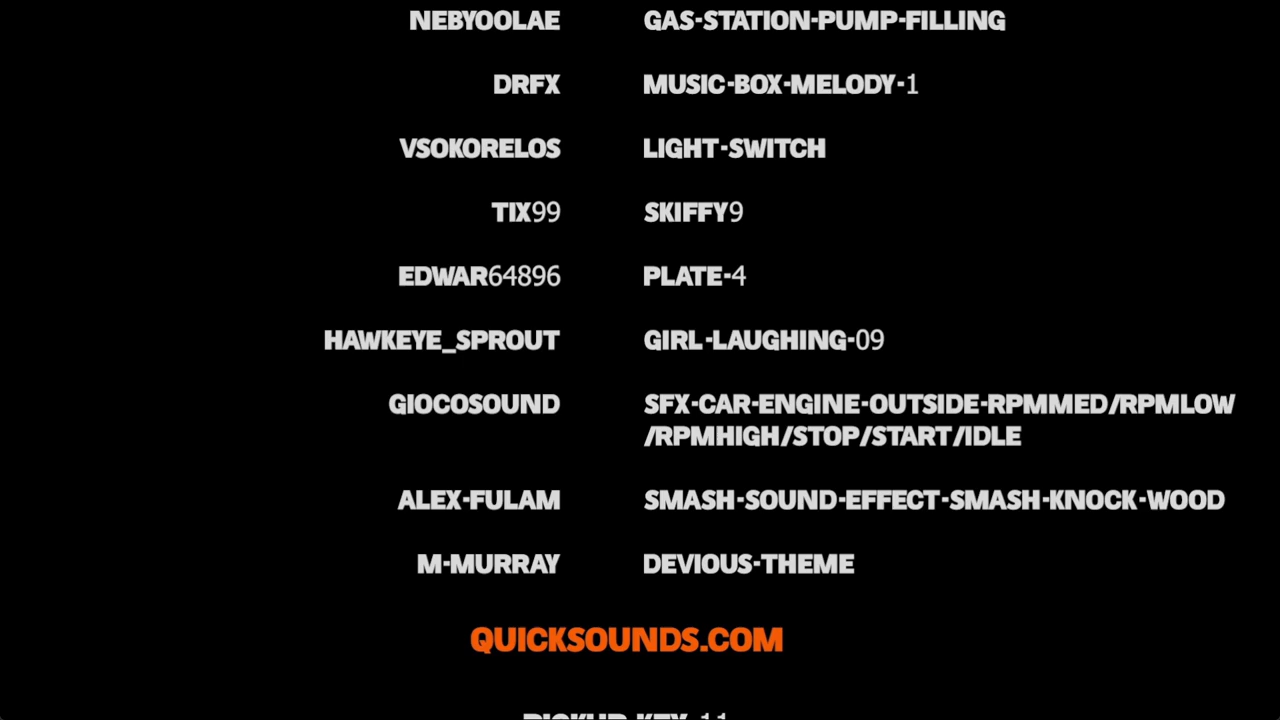 NEBYOOLAE GAS-STATION-PUMP-FILLING
DRFX MUSIC-BOX-MELODY-1
VSOKORELOS LIGHT-SWITCH
TIX99 SKIFFY9
EDWAR64896 PLATE-4
HAWKEYE_SPROUT GIRL-LAUGHING-09
GIOCOSOUND SFX-CAR-ENGINE-OUTSIDE-RPMMED/RPMLOW
/RPMHIGH/STOP/START/IDLE
ALEX-FULAM SMASH-SOUND-EFFECT-SMASH-KNOCK-WOOD
M-MURRAY DEVIOUS-THEME
QUICKSOUNDS.COM